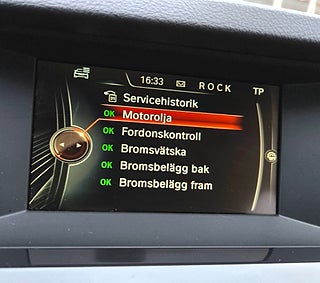 16:33 ROCK TP
Servicehistorik
OK Motorolja
OK Fordonskontroll
OK Bromsvätska
OK Bromsbelägg bak
OK Bromsbelägg fram